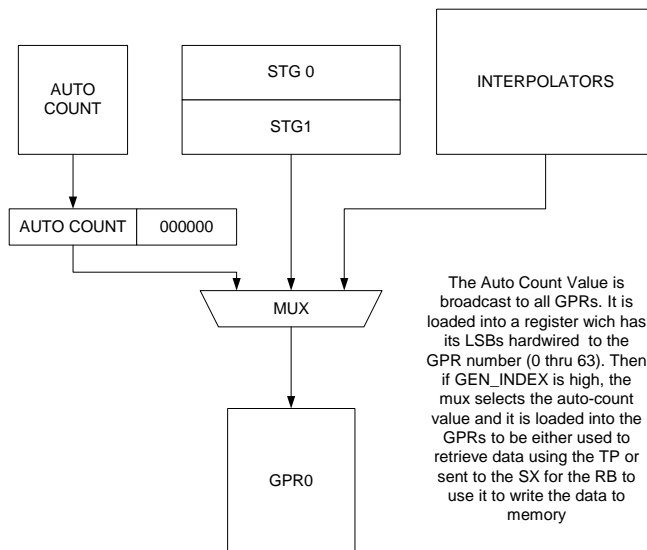 AUTO
COUNT
STG 0
STG1
INTERPOLATORS
AUTO COUNT
000000
MUX
The Auto Count Value is
broadcast to all GPRs. It is
loaded into a register wich has
its LSBs hardwired to the
GPR number (0 thru 63). Then
if GEN_INDEX is high, the
mux selects the auto-count
value and it is loaded into the
GPRs to be either used to
retrieve data using the TP or
sent to the SX for the RB to
use it to write the data to
memory
GPR0